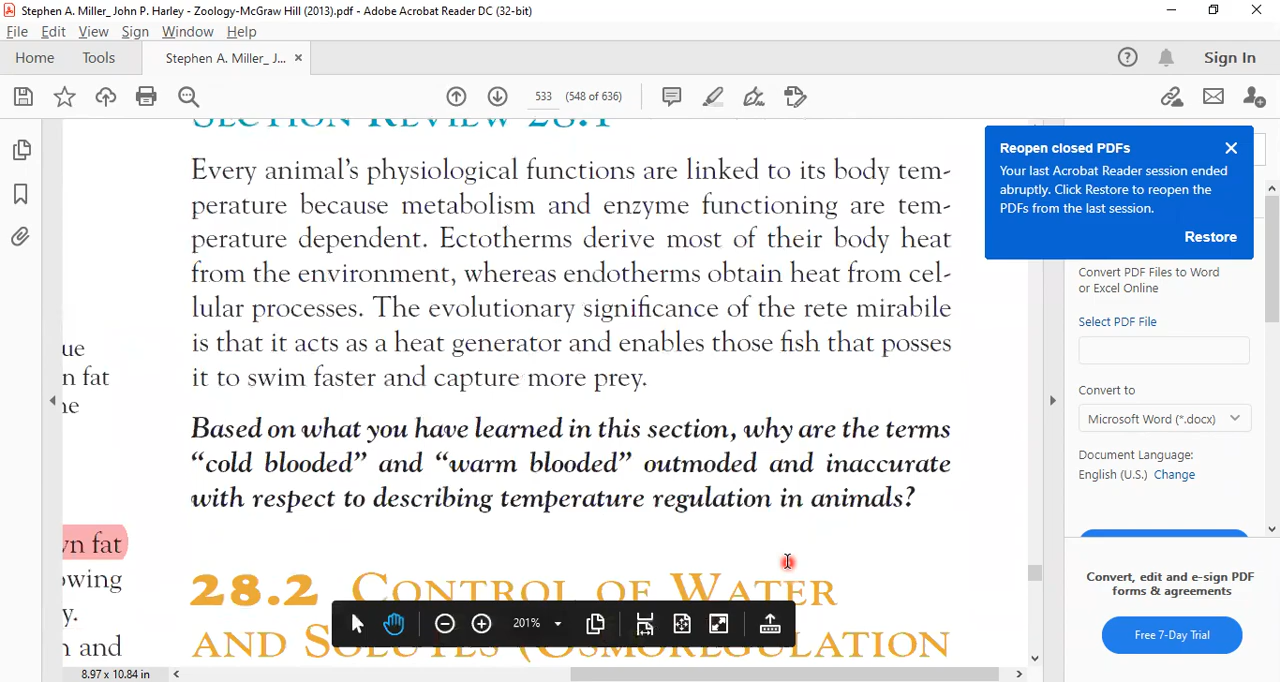 Stephen A. Miller_ John P. Harley - Zoology-McGraw Hill (2013).pdf - Adobe Acrobat Reader DC (32-bit)
File Edit View Sign Window Help
Home Tools Stephen A. Miller_ J... × Sign In
533 (548 of 636)
SECTION REVIEW 28.1
Every animal's physiological functions are linked to its body tem-
perature because metabolism and enzyme functioning are tem-
perature dependent. Ectotherms derive most of their body heat
from the environment, whereas endotherms obtain heat from cel-
lular processes. The evolutionary significance of the rete mirabile
is that it acts as a heat generator and enables those fish that posses
it to swim faster and capture more prey.
Based on what you have learned in this section, why are the terms
"cold blooded" and "warm blooded" outmoded and inaccurate
with respect to describing temperature regulation in animals?
28.2 CONTROL OF WATER
AND SOLUTES (OSMOREGULATION
ue
n fat
ne
wn fat
owing
y.
n and
201%
8.97 x 10.84 in
Reopen closed PDFs
Your last Acrobat Reader session ended
abruptly. Click Restore to reopen the
PDFs from the last session.
Restore
Convert PDF Files to Word
or Excel Online
Select PDF File
Convert to
Microsoft Word (*.docx)
Document Language:
English (U.S.) Change
Convert, edit and e-sign PDF
forms & agreements
Free 7-Day Trial